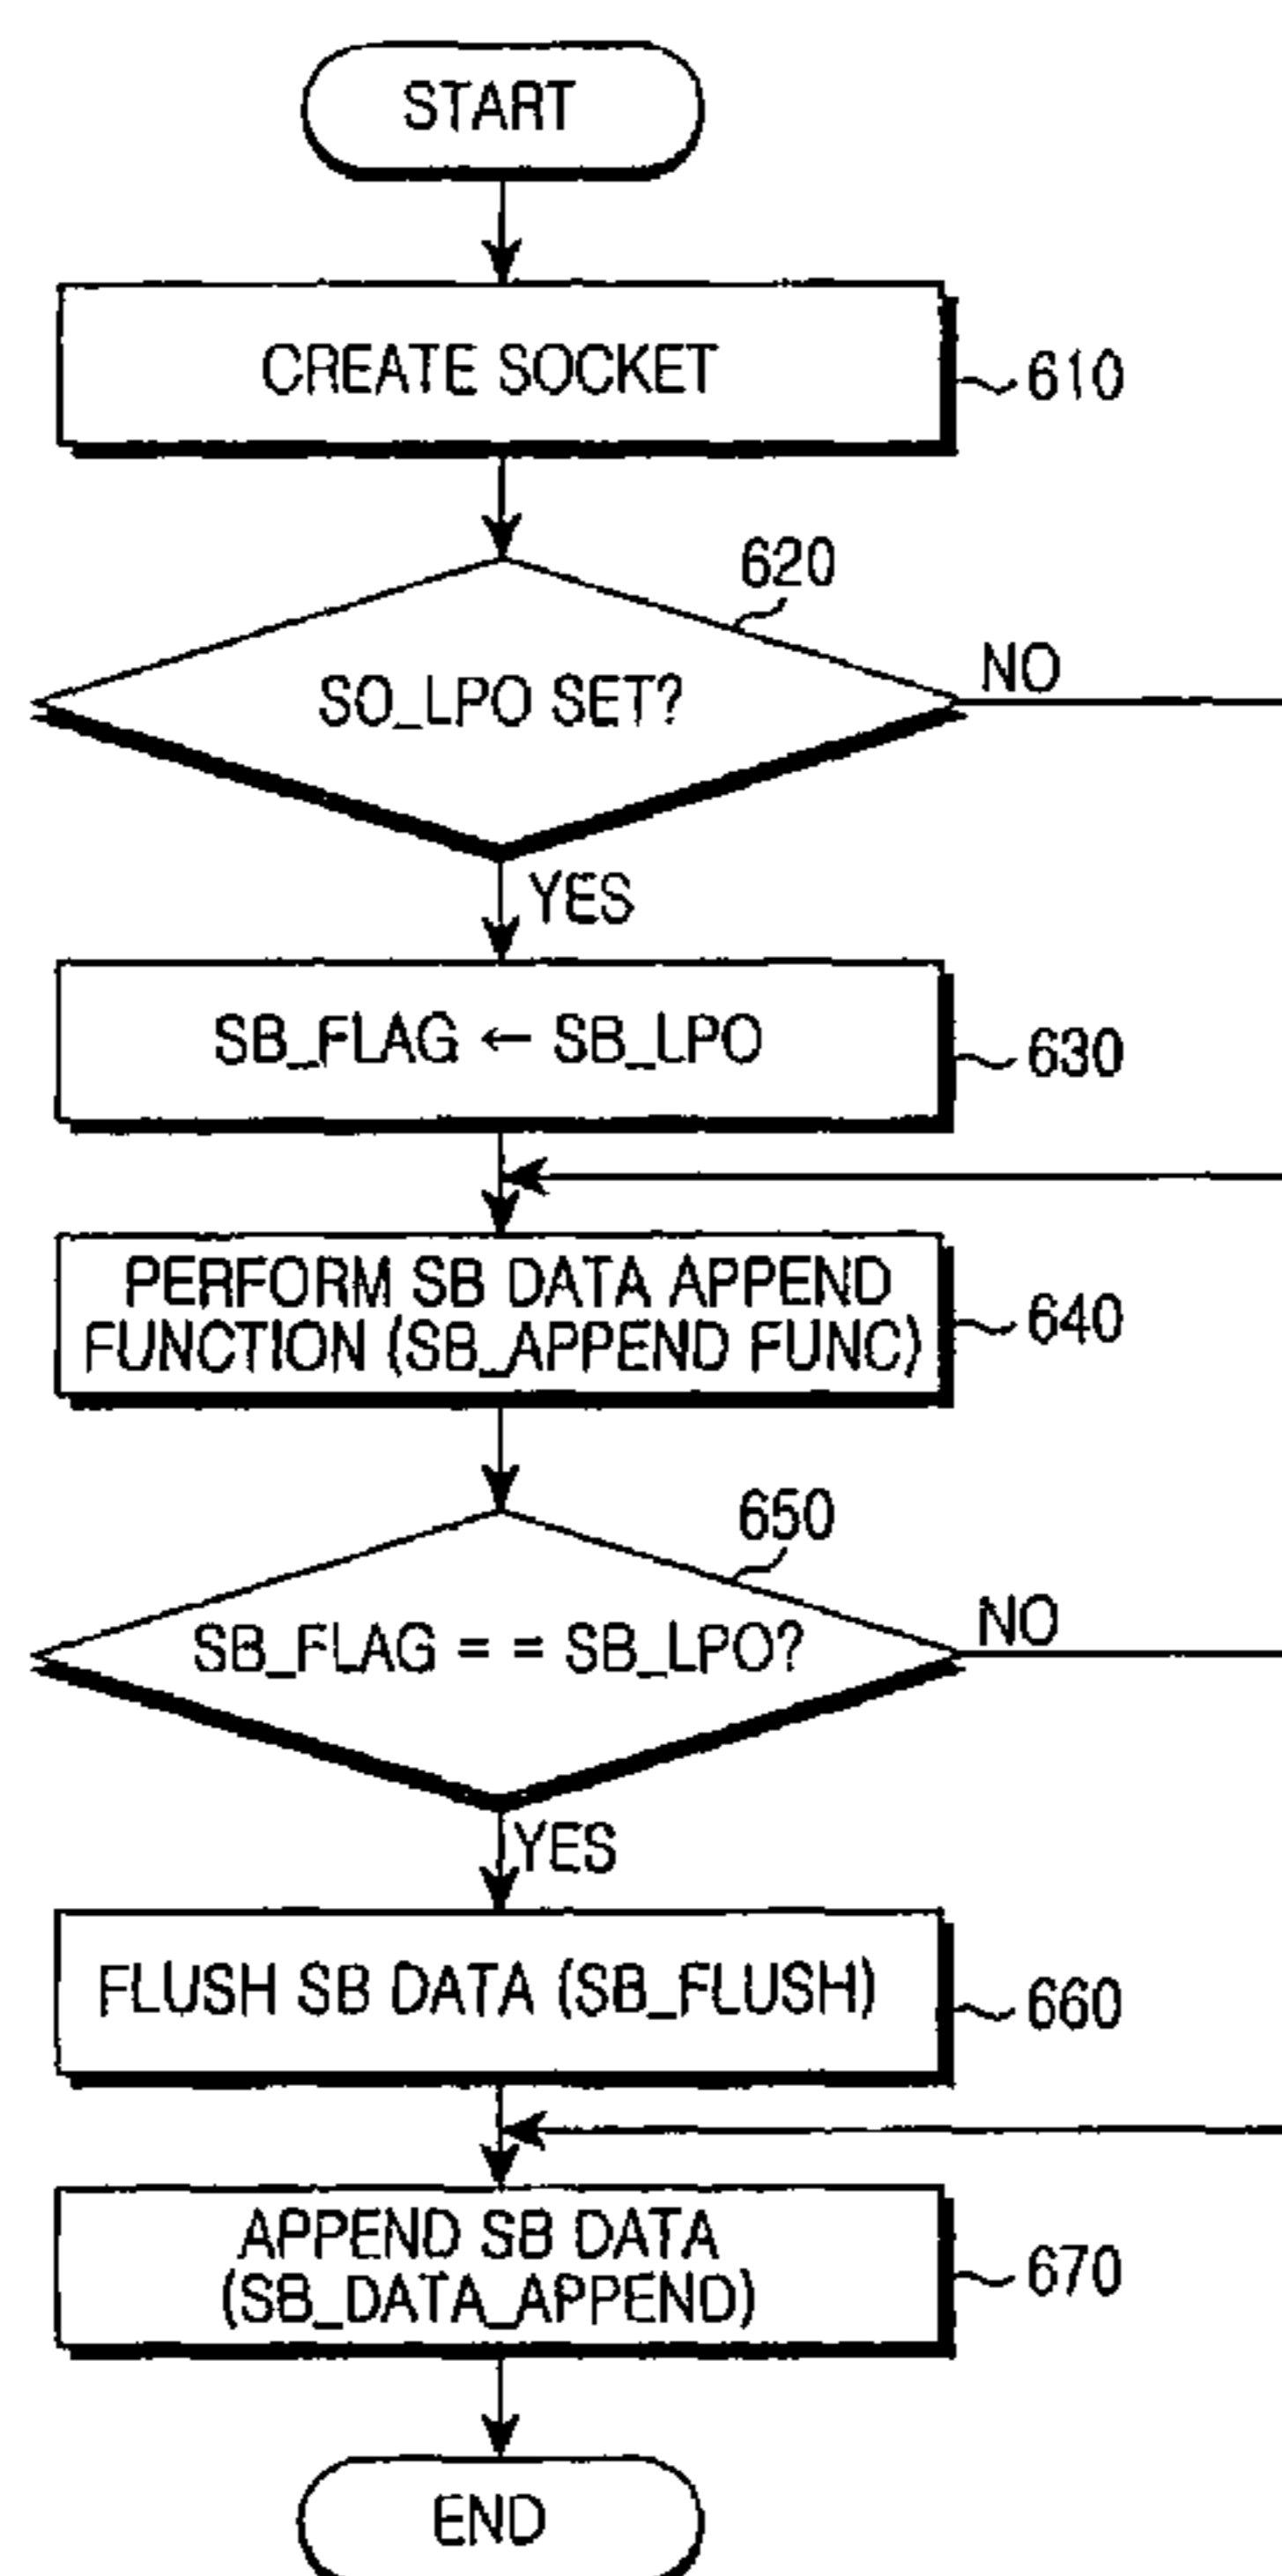 START
CREATE SOCKET
610
620
SO_LPO SET?
NO
YES
SB_FLAG ← SB_LPO
630
PERFORM SB DATA APPEND
FUNCTION (SB_APPEND FUNC)
640
650
SB_FLAG = = SB_LPO?
NO
YES
FLUSH SB DATA (SB_FLUSH)
660
APPEND SB DATA
(SB_DATA_APPEND)
670
END